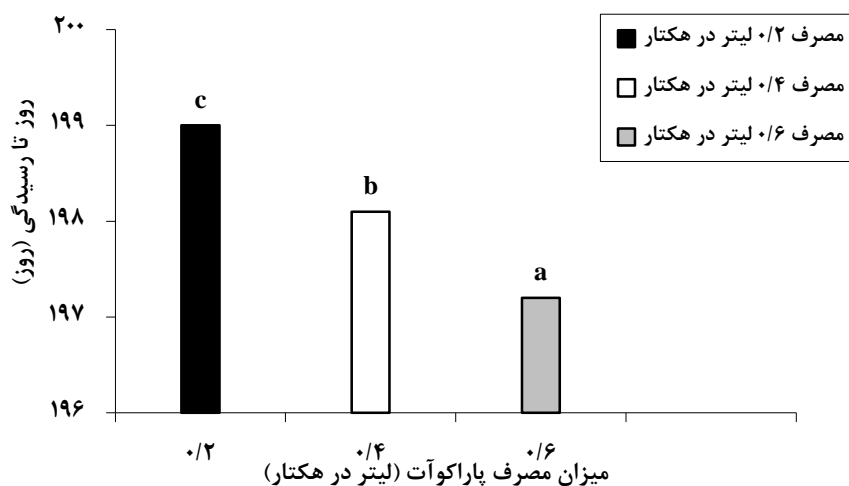 ۲۰۰
۱۹۹
۱۹۸
۱۹۷
۱۹۶
روز تا رسیدگی (روز)
c
b
a
مصرف ۰/۲ لیتر در هکتار
مصرف ۰/۴ لیتر در هکتار
مصرف ۰/۶ لیتر در هکتار
۰/۲
۰/۴
۰/۶
میزان مصرف پاراکوآت (لیتر در هکتار)